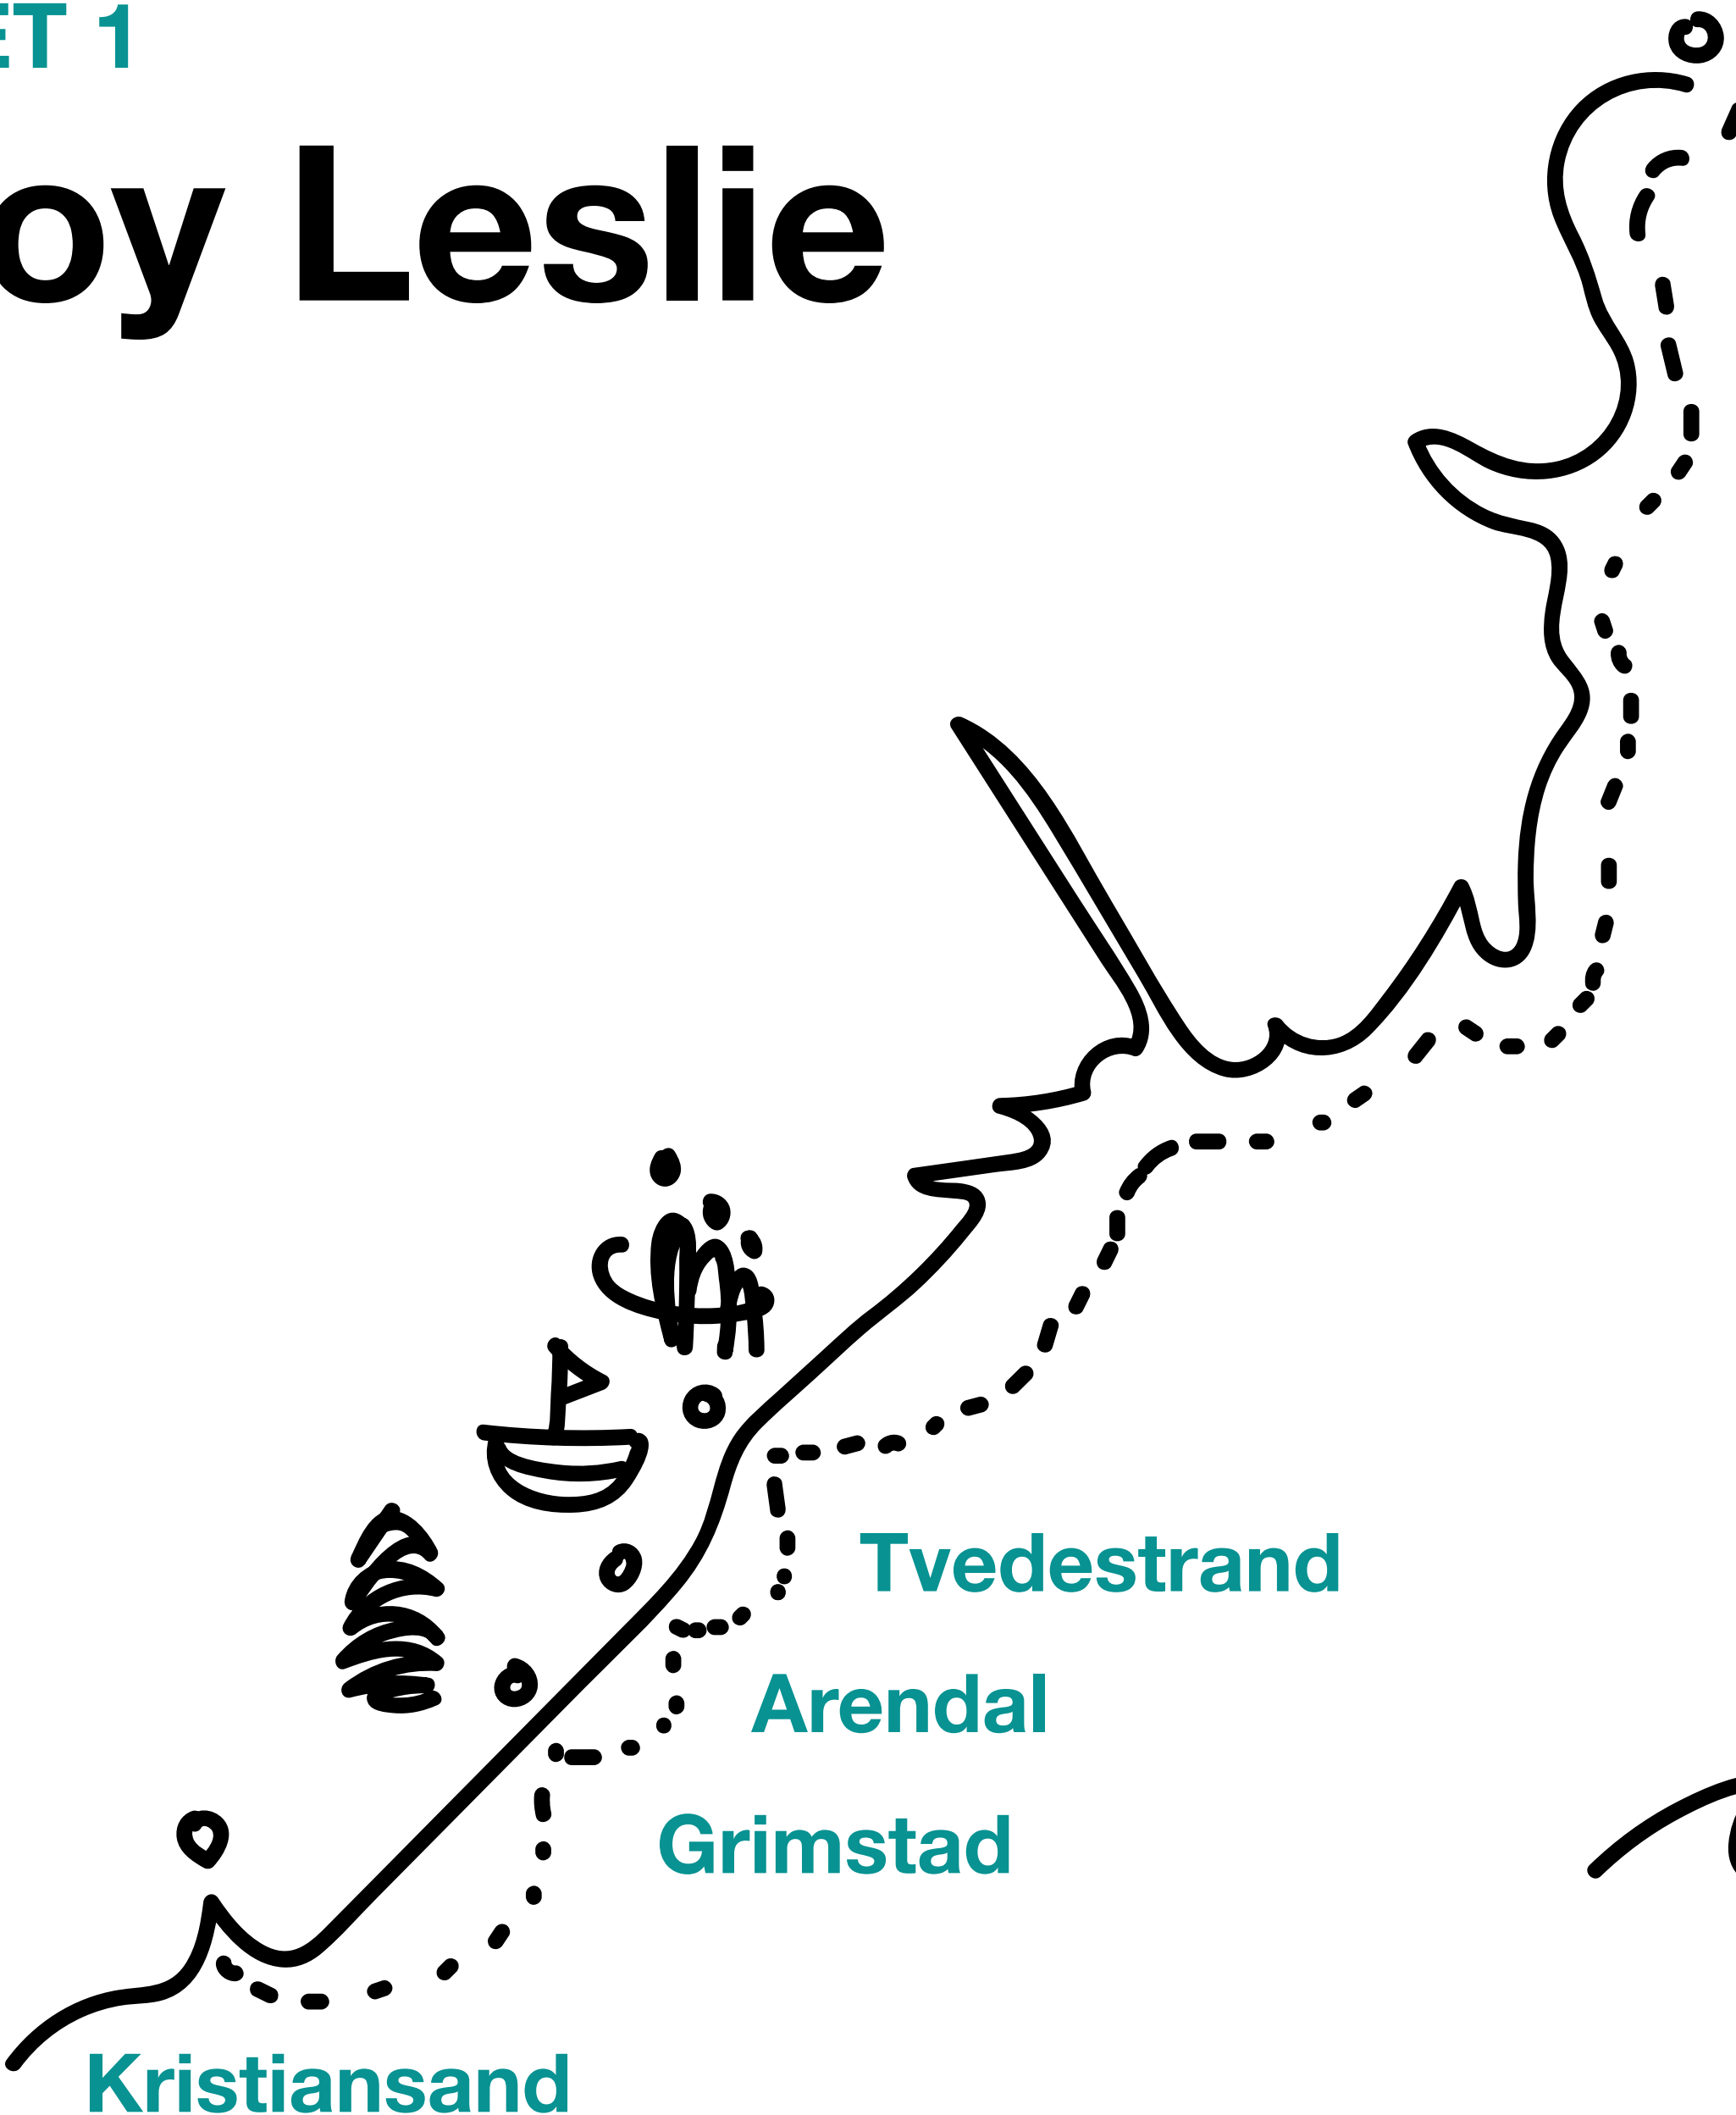 ET 1
oy Leslie
Tvedestrand
Arendal
Grimstad
Kristiansand